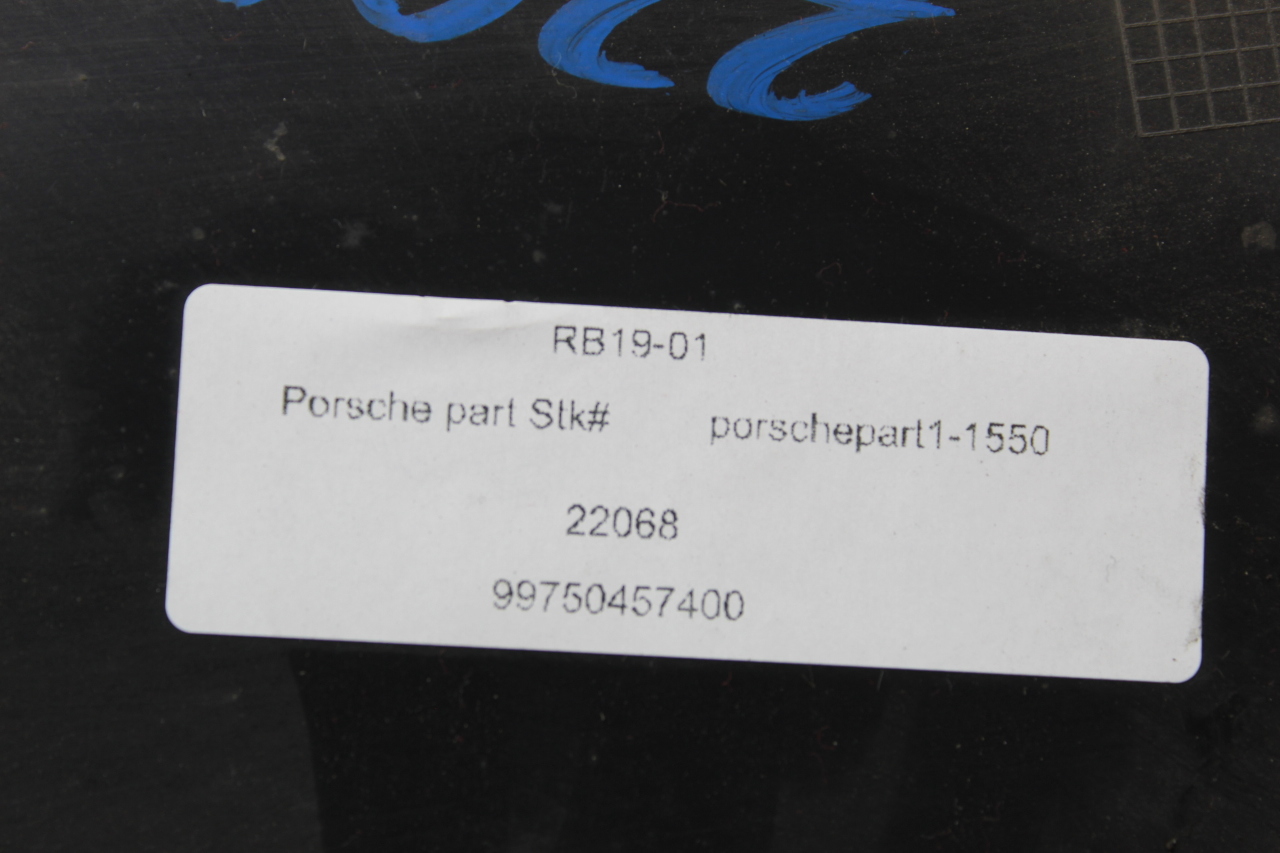 RB19-01
Porsche part Stk# porschepart1-1550
22068
99750457400